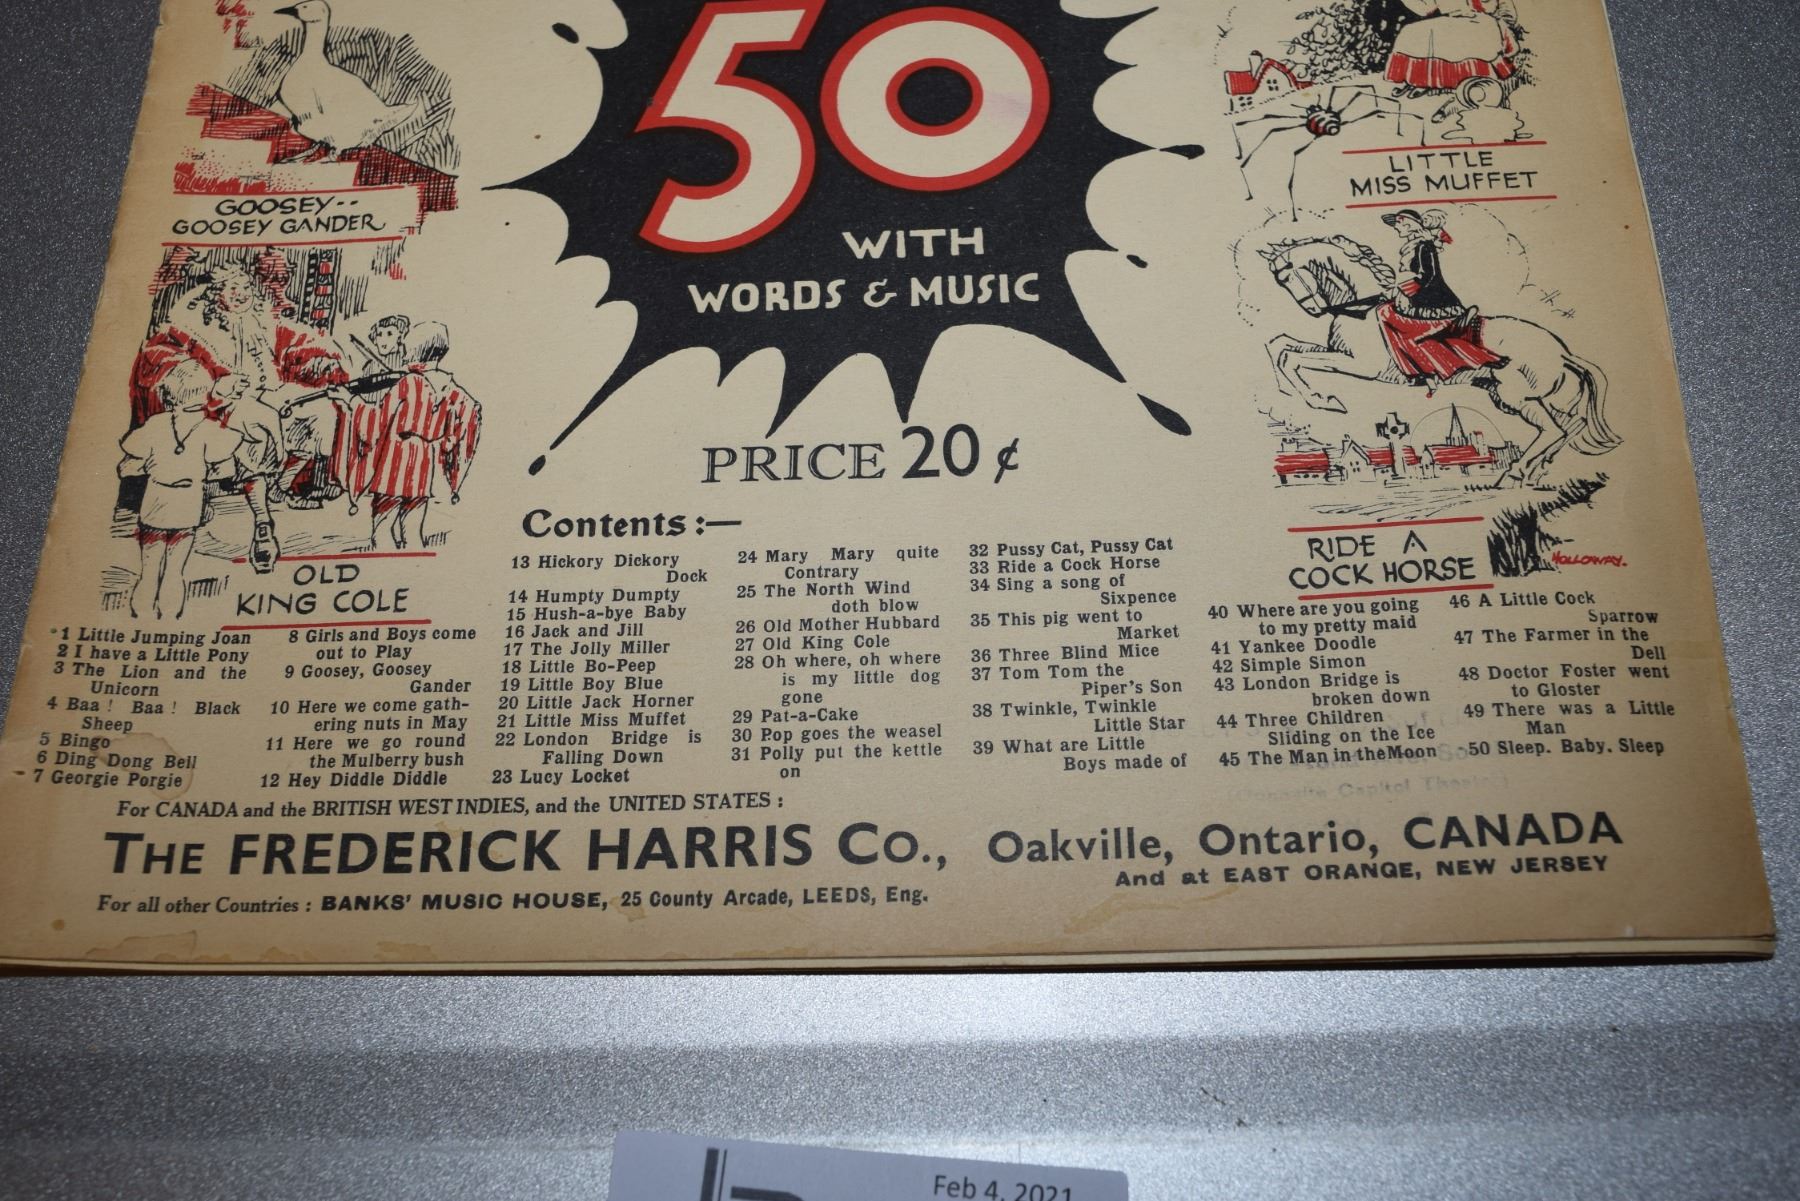 50
WITH
WORDS & MUSIC
GOOSEY--
GOOSEY GANDER
LITTLE
MISS MUFFET
OLD
KING COLE
RIDE A
COCK HORSE
HOLLOWAY.
PRICE 20¢
Contents:—
1 Little Jumping Joan
2 I have a Little Pony
3 The Lion and the
Unicorn
4 Baa! Baa! Black
Sheep
5 Bingo
6 Ding Dong Bell
7 Georgie Porgie
8 Girls and Boys come
out to Play
9 Goosey, Goosey
Gander
10 Here we come gath-
ering nuts in May
11 Here we go round
the Mulberry bush
12 Hey Diddle Diddle
13 Hickory Dickory
Dock
14 Humpty Dumpty
15 Hush-a-bye Baby
16 Jack and Jill
17 The Jolly Miller
18 Little Bo-Peep
19 Little Boy Blue
20 Little Jack Horner
21 Little Miss Muffet
22 London Bridge is
Falling Down
23 Lucy Locket
24 Mary Mary quite
Contrary
25 The North Wind
doth blow
26 Old Mother Hubbard
27 Old King Cole
28 Oh where, oh where
is my little dog
gone
29 Pat-a-Cake
30 Pop goes the weasel
31 Polly put the kettle
on
32 Pussy Cat, Pussy Cat
33 Ride a Cock Horse
34 Sing a song of
Sixpence
35 This pig went to
Market
36 Three Blind Mice
37 Tom Tom the
Piper's Son
38 Twinkle, Twinkle
Little Star
39 What are Little
Boys made of
40 Where are you going
to my pretty maid
41 Yankee Doodle
42 Simple Simon
43 London Bridge is
broken down
44 Three Children
Sliding on the Ice
45 The Man in the Moon
46 A Little Cock
Sparrow
47 The Farmer in the
Dell
48 Doctor Foster went
to Gloster
49 There was a Little
Man
50 Sleep. Baby. Sleep
(Opposite Capitol Theatre)
For CANADA and the BRITISH WEST INDIES, and the UNITED STATES:
THE FREDERICK HARRIS Co., Oakville, Ontario, CANADA
And at EAST ORANGE, NEW JERSEY
For all other Countries: BANKS' MUSIC HOUSE, 25 County Arcade, LEEDS, Eng.
Feb 4, 2021